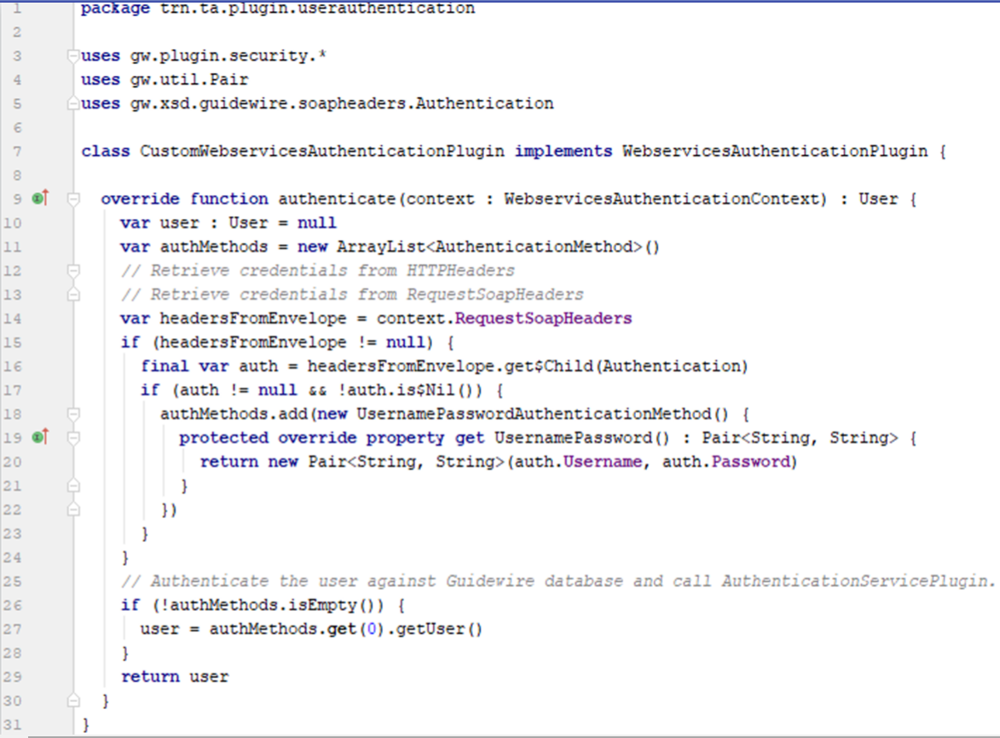 1 package trn.ta.plugin.userauthentication
2
3 uses gw.plugin.security.*
4 uses gw.util.Pair
5 uses gw.xsd.guidewire.soapheaders.Authentication
6
7 class CustomWebservicesAuthenticationPlugin implements WebservicesAuthenticationPlugin {
8
9 override function authenticate(context : WebservicesAuthenticationContext) : User {
10 var user : User = null
11 var authMethods = new ArrayList<AuthenticationMethod>()
12 // Retrieve credentials from HTTPHeaders
13 // Retrieve credentials from RequestSoapHeaders
14 var headersFromEnvelope = context.RequestSoapHeaders
15 if (headersFromEnvelope != null) {
16 final var auth = headersFromEnvelope.get$Child(Authentication)
17 if (auth != null && !auth.is$Nil()) {
18 authMethods.add(new UsernamePasswordAuthenticationMethod() {
19 protected override property get UsernamePassword() : Pair<String, String> {
20 return new Pair<String, String>(auth.Username, auth.Password)
21 }
22 })
23 }
24 }
25 // Authenticate the user against Guidewire database and call AuthenticationServicePlugin.
26 if (!authMethods.isEmpty()) {
27 user = authMethods.get(0).getUser()
28 }
29 return user
30 }
31 }